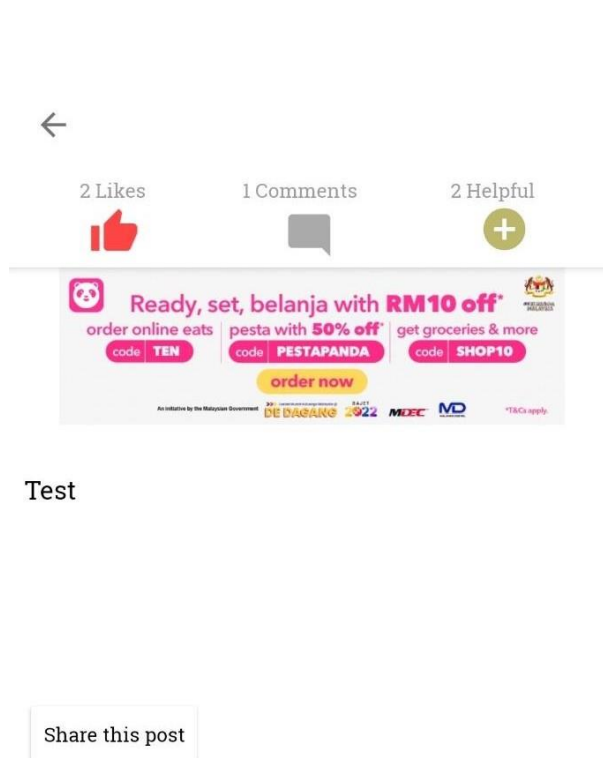 2 Likes
1 Comments
2 Helpful
Ready, set, belanja with RM10 off*
order online eats
code TEN
pesta with 50% off*
code PESTAPANDA
get groceries & more
code SHOP10
order now
An initiative by the Malaysian Government
DE DAGANG
BAJET
2022
MDEC
MD
*T&Cs apply.
Test
Share this post